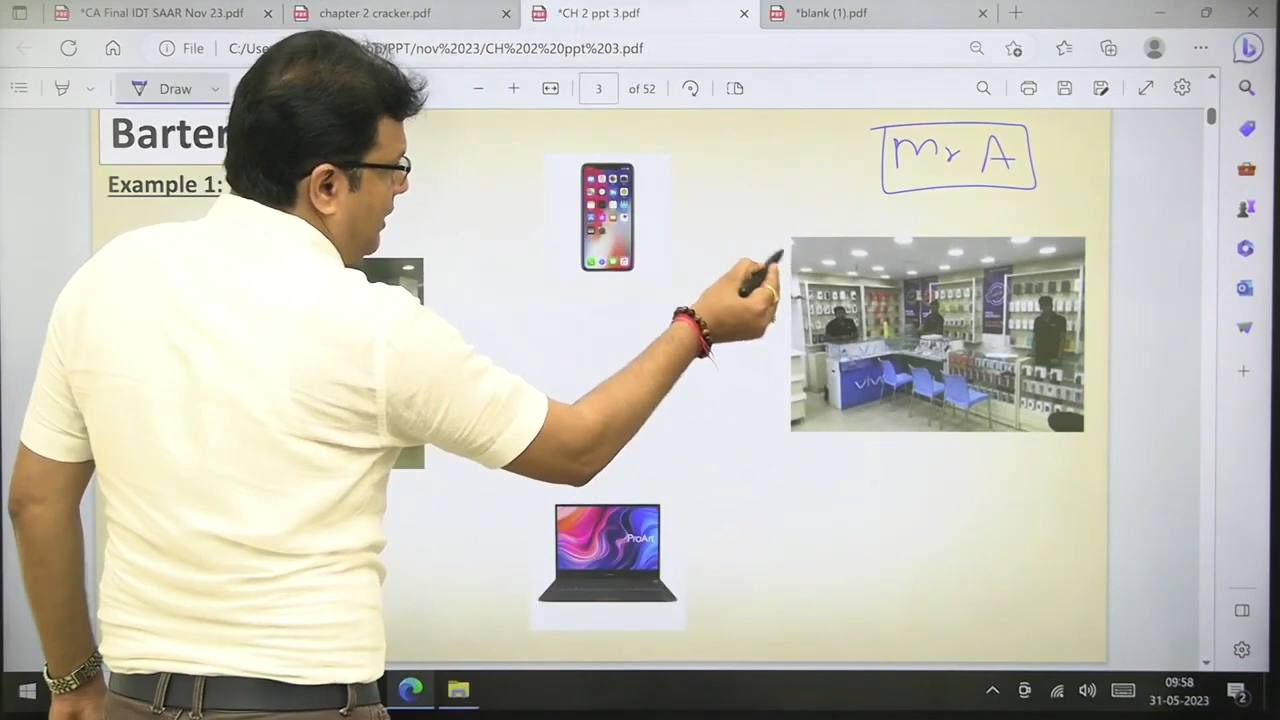 *CA Final IDT SAAR Nov 23.pdf
chapter 2 cracker.pdf
*CH 2 ppt 3.pdf
*blank (1).pdf
File
C:/Users
/PPT/nov%2023/CH%202%20ppt%203.pdf
Draw
3
of 52
Barter
Example 1:
Mr A
vivo
ProArt
09:58
31-05-2023
2